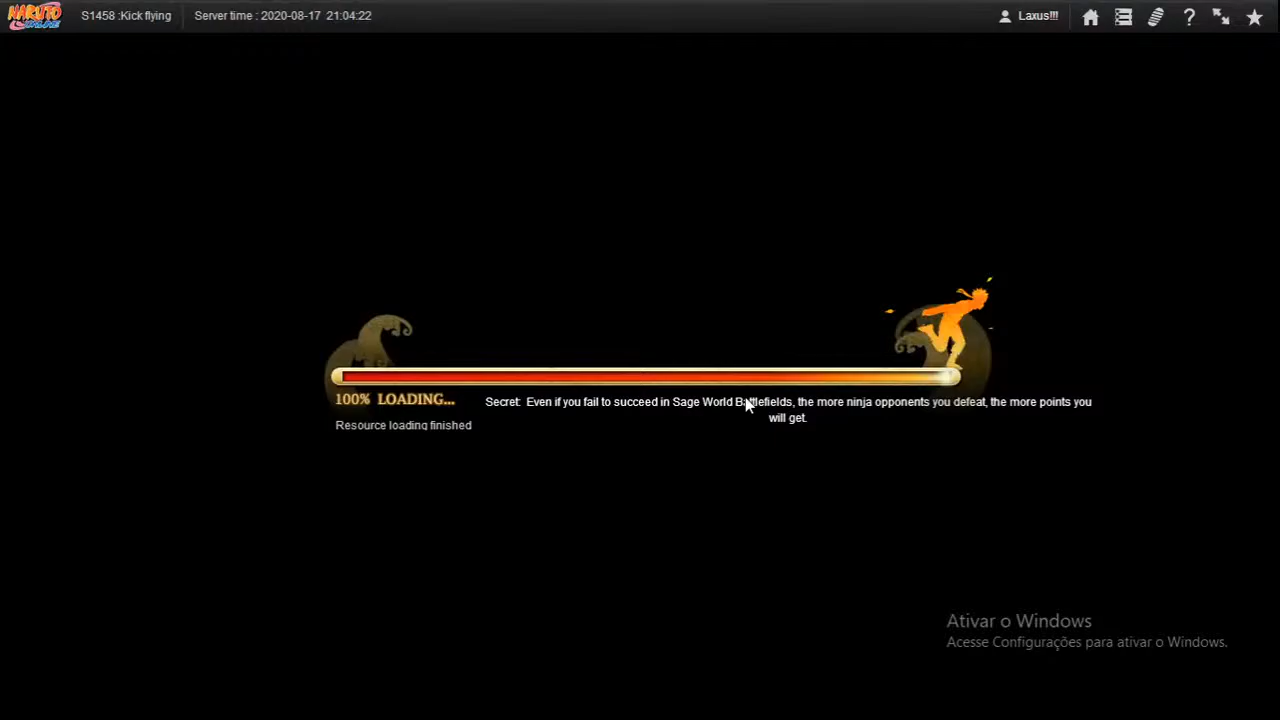 NARUTO
ONLINE
S1458 :Kick flying
Server time : 2020-08-17 21:04:22
Laxus!!!
100% LOADING...
Secret: Even if you fail to succeed in Sage World Battlefields, the more ninja opponents you defeat, the more points you
will get.
Resource loading finished
Ativar o Windows
Acesse Configurações para ativar o Windows.